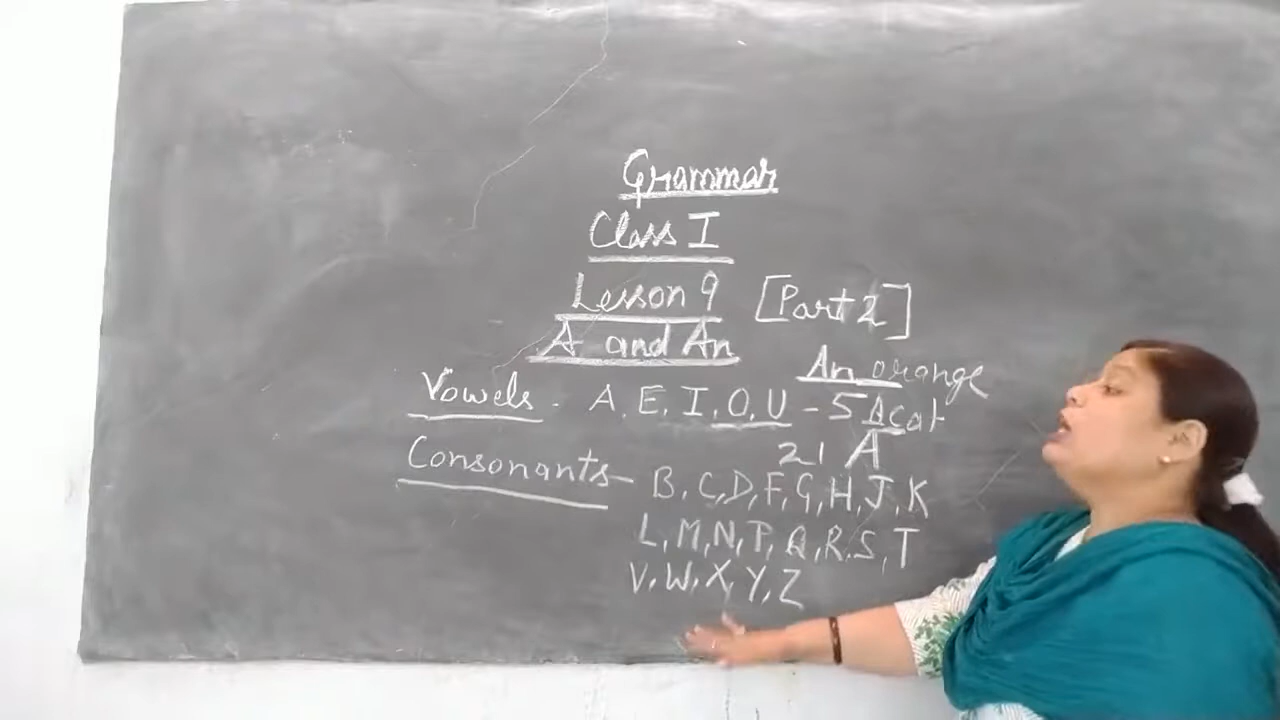 Grammar
Class I
Lesson 9 [Part 2]
A and An
An orange
Vowels - A, E, I, O, U - 5
A cat
21 A
Consonants - B, C, D, F, G, H, J, K
L, M, N, P, Q, R, S, T
V, W, X, Y, Z